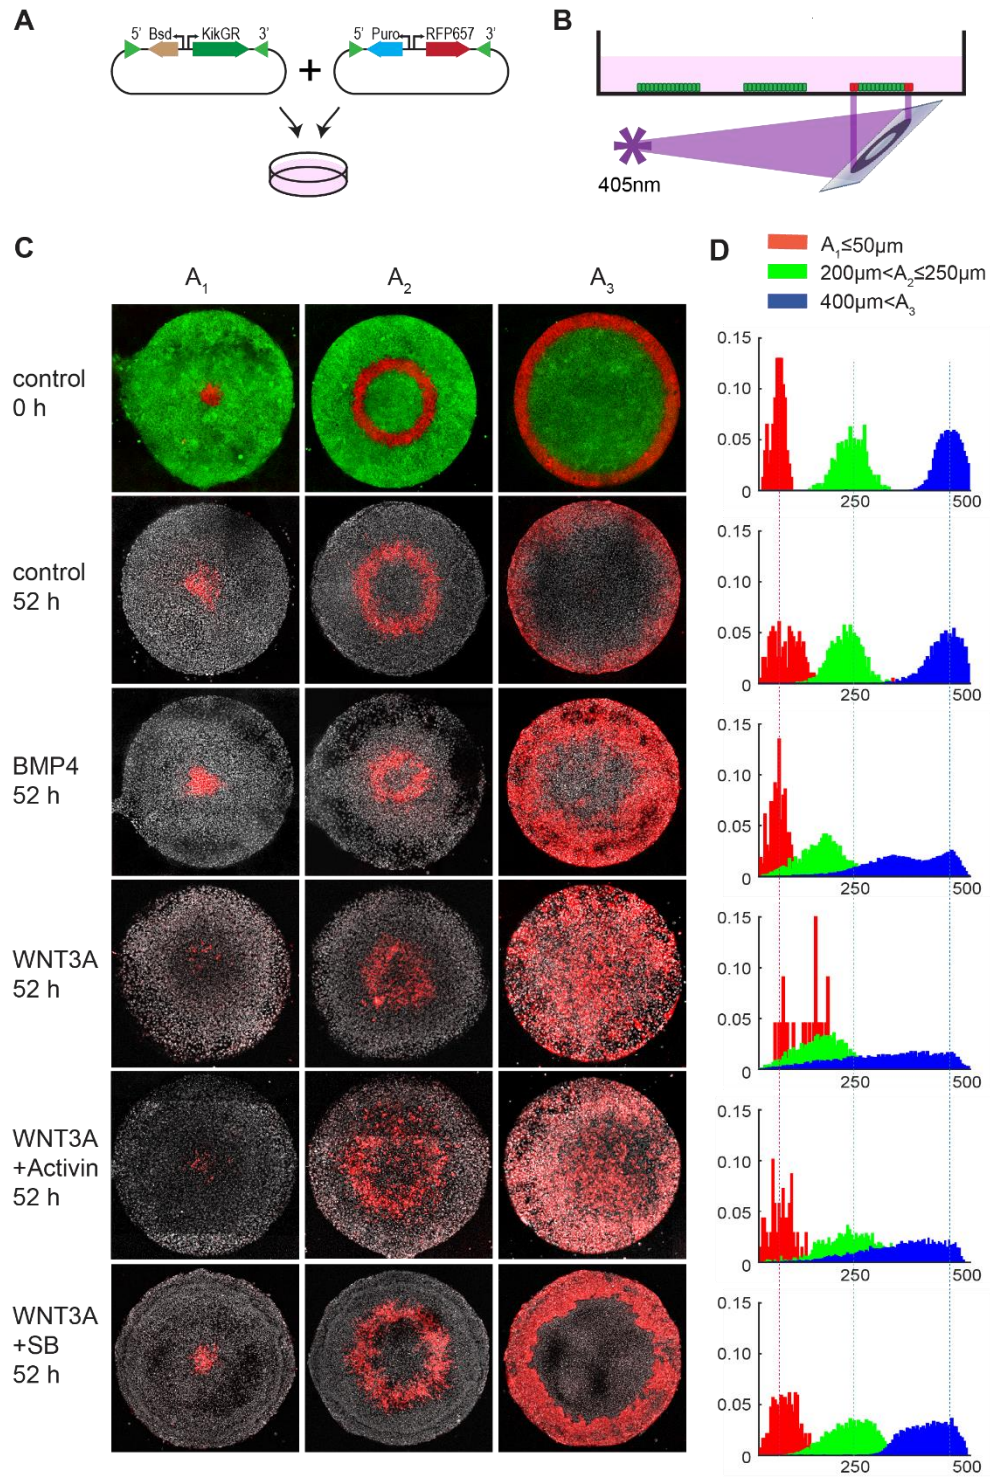 A
5' Bsd KikGR 3'
5' Puro RFP657 3'
+
B
405nm
C
A1
A2
A3
control
0 h
control
52 h
BMP4
52 h
WNT3A
52 h
WNT3A
+Activin
52 h
WNT3A
+SB
52 h
D
A1≤50µm
200µm<A2≤250µm
400µm<A3
0.15
0.10
0.05
0
250
500
0.15
0.10
0.05
0
250
500
0.15
0.10
0.05
0
250
500
0.15
0.10
0.05
0
250
500
0.15
0.10
0.05
0
250
500
0.15
0.10
0.05
0
250
500